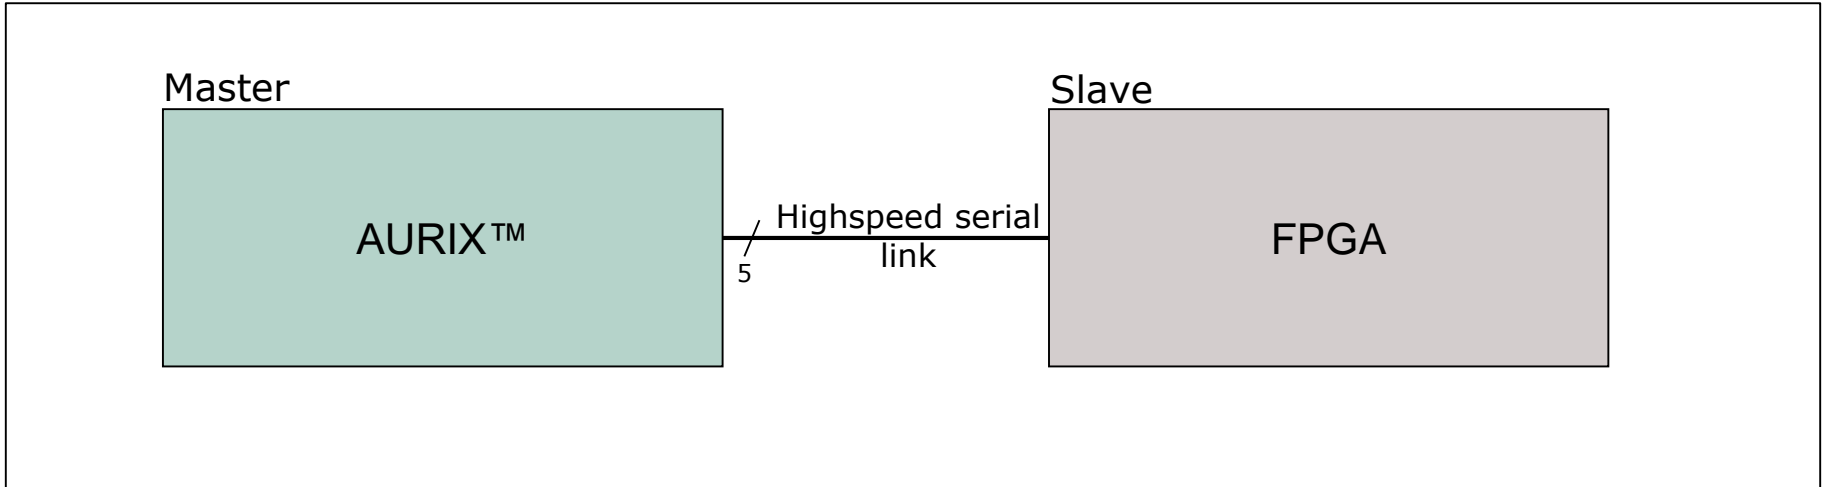 Master
Slave
AURIX™
Highspeed serial
link
5
FPGA